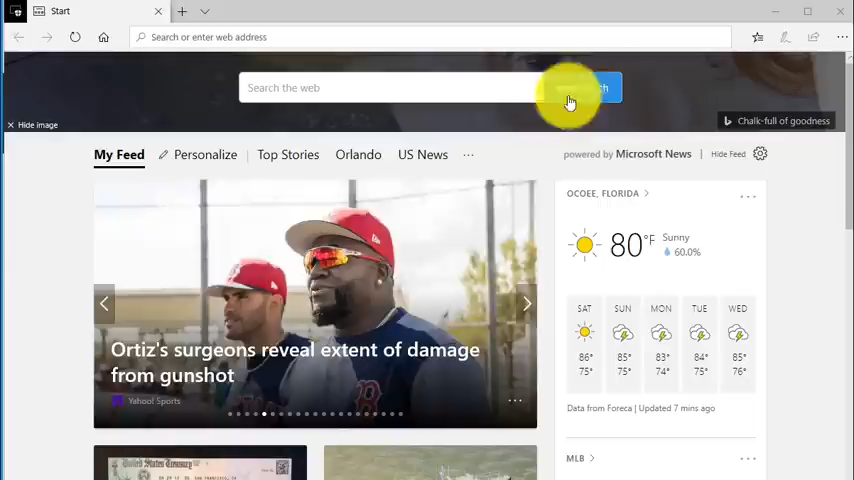 Start
Search or enter web address
Search the web
Hide image
Chalk-full of goodness
My Feed
Personalize
Top Stories
Orlando
US News
powered by Microsoft News
Hide Feed
OCOEE, FLORIDA
80°F
Sunny
60.0%
SAT SUN MON TUE WED
86° 85° 83° 84° 85°
75° 75° 74° 75° 76°
Data from Foreca | Updated 7 mins ago
Ortiz's surgeons reveal extent of damage
from gunshot
Yahoo! Sports
MLB
United States Treasury